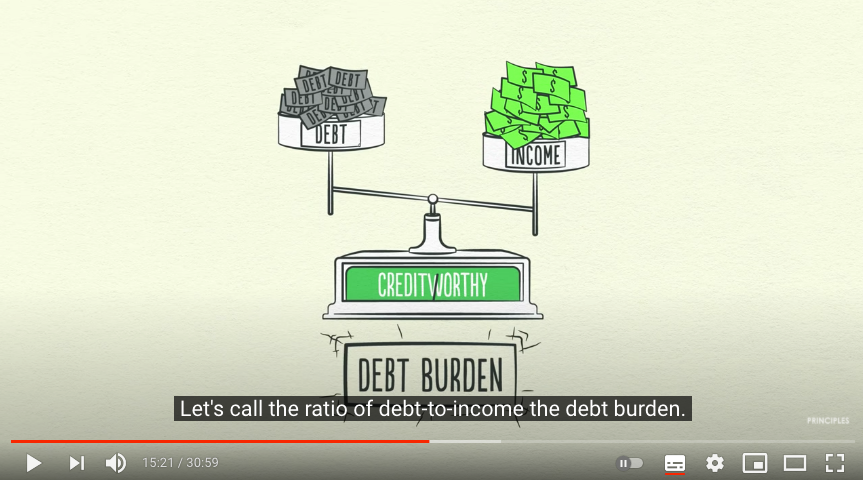 DEBT DEBT
DEBT DEBT
DEBT DEBT
DEBT
INCOME
CREDITWORTHY
DEBT BURDEN
Let's call the ratio of debt-to-income the debt burden.
PRINCIPLES
15:21 / 30:59